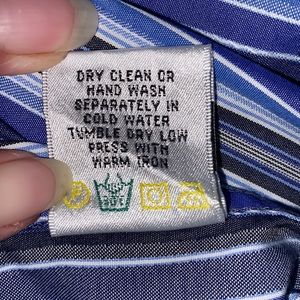 DRY CLEAN OR
HAND WASH
SEPARATELY IN
COLD WATER
TUMBLE DRY LOW
PRESS WITH
WARM IRON